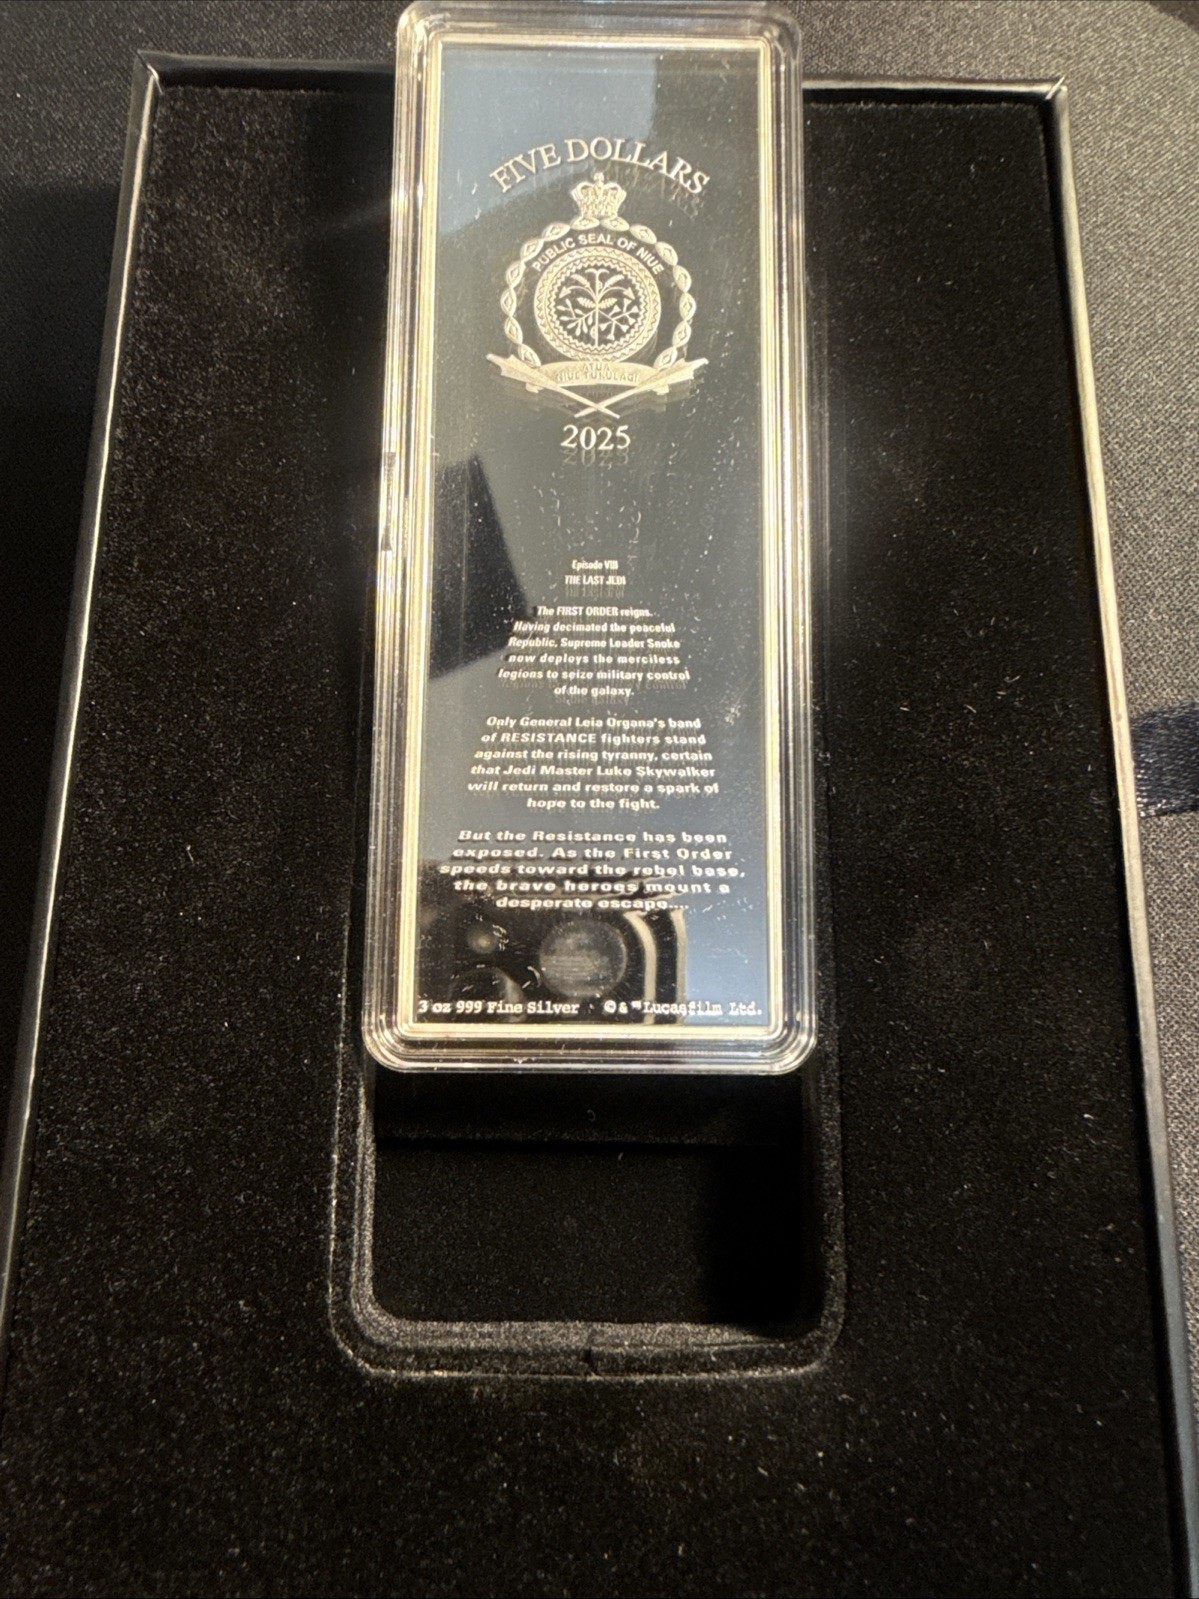 FIVE DOLLARS
PUBLIC SEAL OF NIUE
ATUA
NIUE TUKULAGI
2025
Episode VIII
THE LAST JEDI
The FIRST ORDER reigns.
Having decimated the peaceful
Republic, Supreme Leader Snoke
now deploys the merciless
legions to seize military control
of the galaxy.
Only General Leia Organa's band
of RESISTANCE fighters stand
against the rising tyranny, certain
that Jedi Master Luke Skywalker
will return and restore a spark of
hope to the fight.
But the Resistance has been
exposed. As the First Order
speeds toward the rebel base,
the brave heroes mount a
desperate escape....
3 oz 999 Fine Silver © & ™ Lucasfilm Ltd.